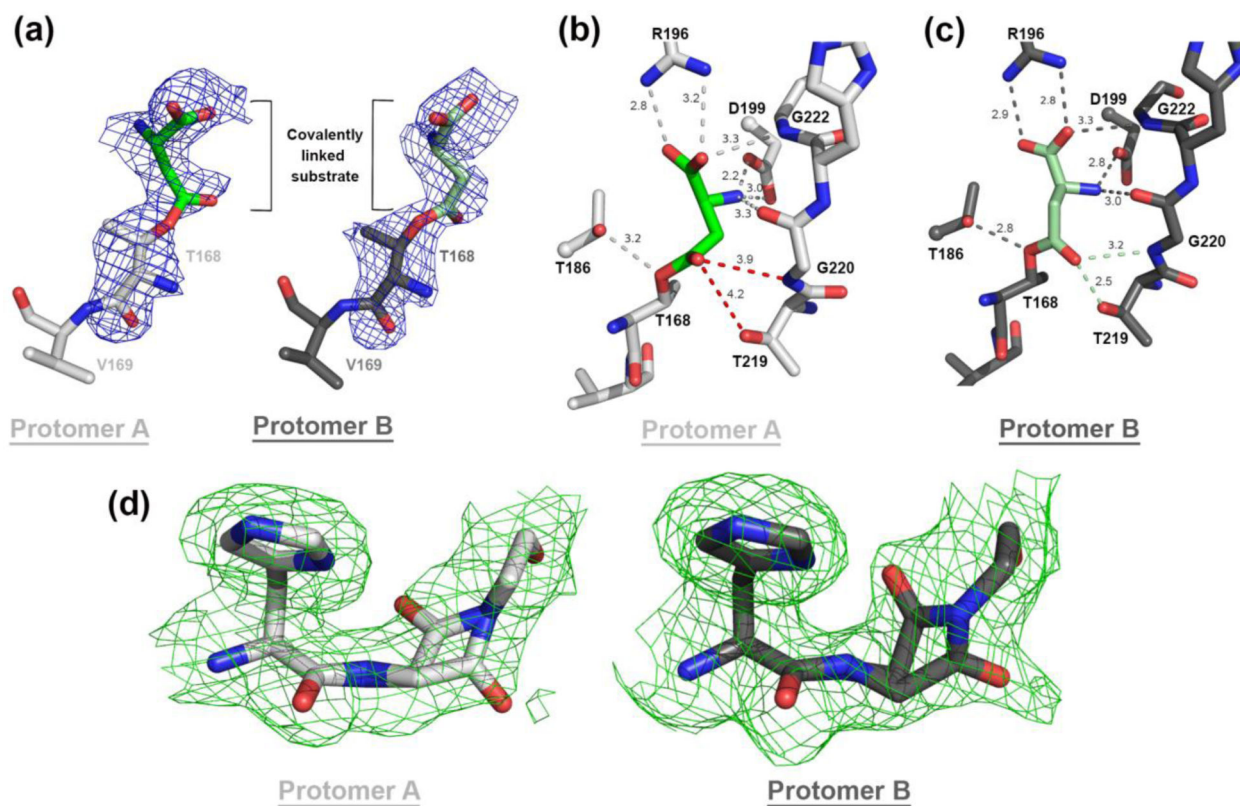 (a)
Covalently
linked
substrate
T168
V169
T168
V169
Protomer A
Protomer B
(b)
R196
2.8
3.2
D199
G222
3.3
2.2
3.0
3.3
T186
3.2
3.9
G220
4.2
T168
T219
Protomer A
(c)
R196
2.9
2.8
D199
3.3
G222
2.8
3.0
T186
2.8
G220
3.2
2.5
T168
T219
Protomer B
(d)
Protomer A
Protomer B